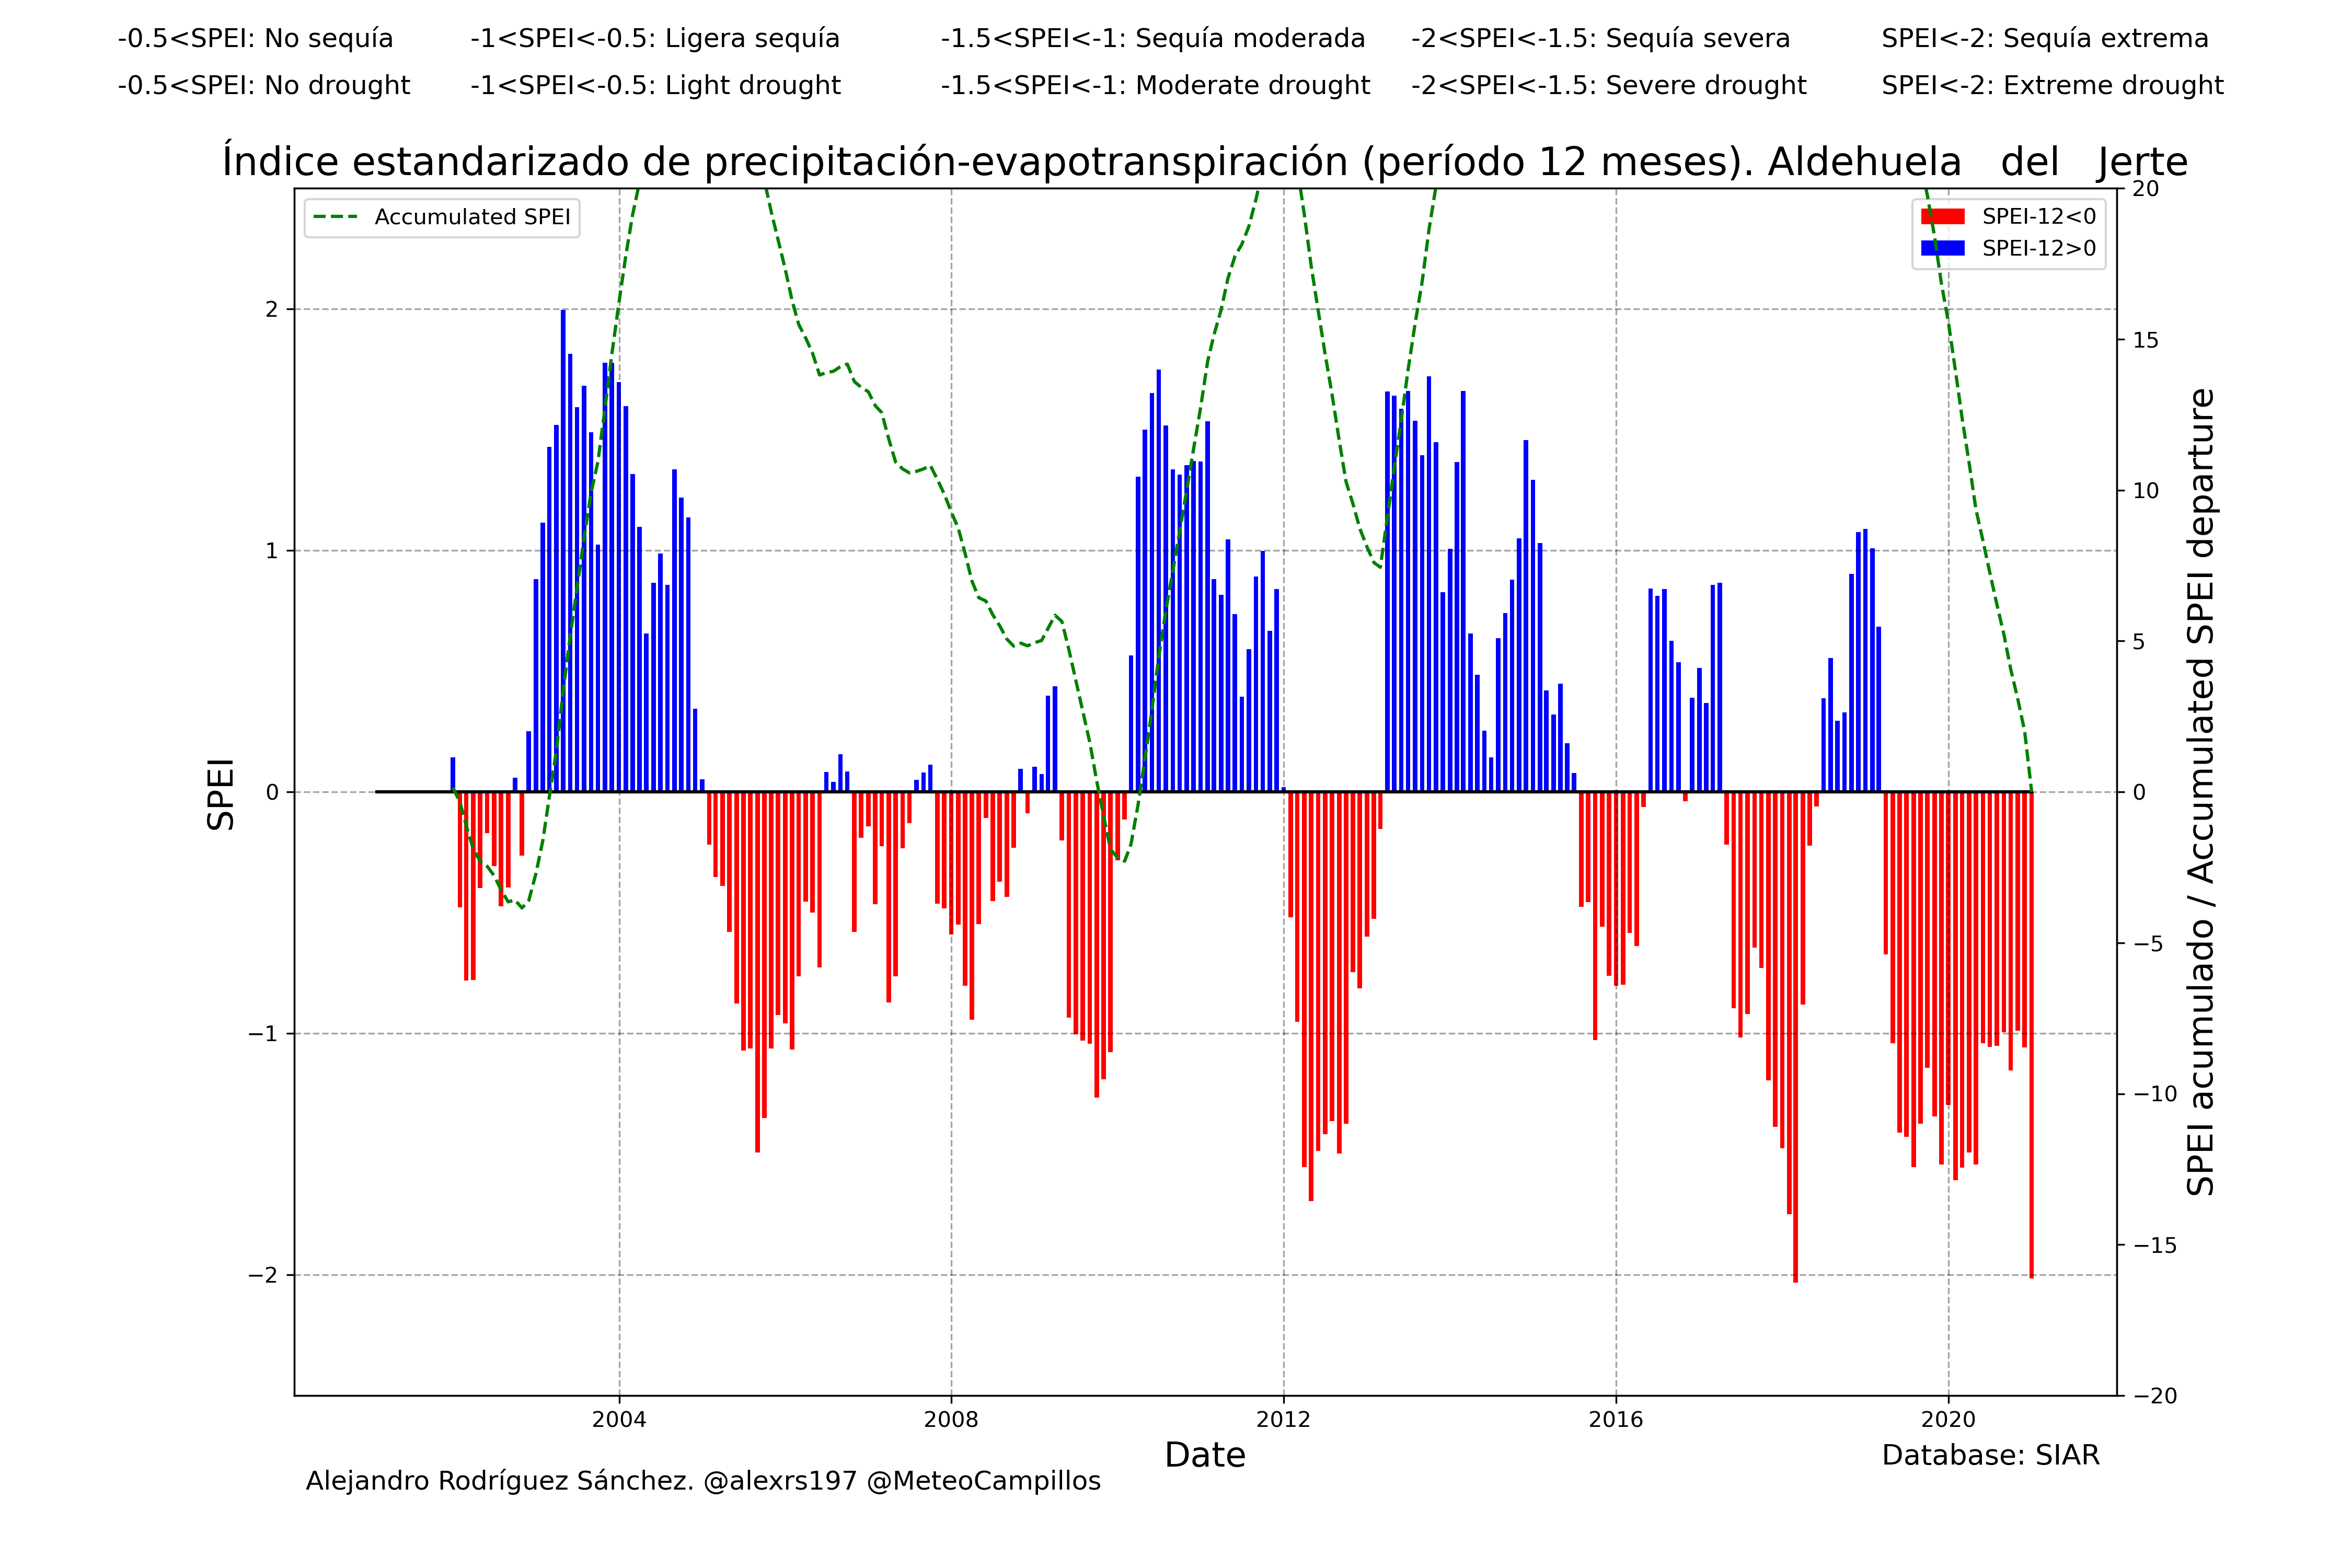 -0.5<SPEI: No sequía -1<SPEI<-0.5: Ligera sequía -1.5<SPEI<-1: Sequía moderada -2<SPEI<-1.5: Sequía severa SPEI<-2: Sequía extrema
-0.5<SPEI: No drought -1<SPEI<-0.5: Light drought -1.5<SPEI<-1: Moderate drought -2<SPEI<-1.5: Severe drought SPEI<-2: Extreme drought
Índice estandarizado de precipitación-evapotranspiración (período 12 meses). Aldehuela del Jerte
Accumulated SPEI
SPEI-12<0
SPEI-12>0
SPEI
2
1
0
−1
−2
20
15
10
5
0
−5
−10
−15
−20
SPEI acumulado / Accumulated SPEI departure
2004 2008 2012 2016 2020
Date
Database: SIAR
Alejandro Rodríguez Sánchez. @alexrs197 @MeteoCampillos